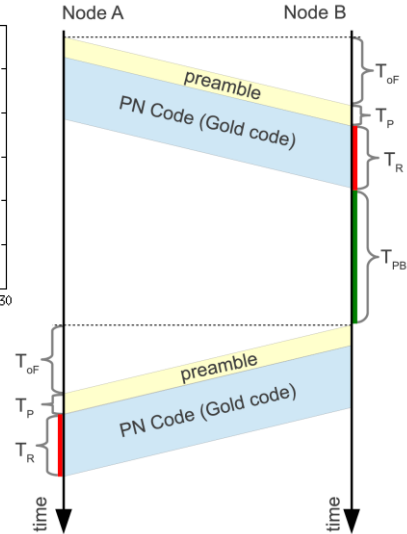 Node A Node B
preamble
PN Code (Gold code)
T_oF
T_P
T_R
T_PB
30
T_oF
T_P
T_R
preamble
PN Code (Gold code)
time time